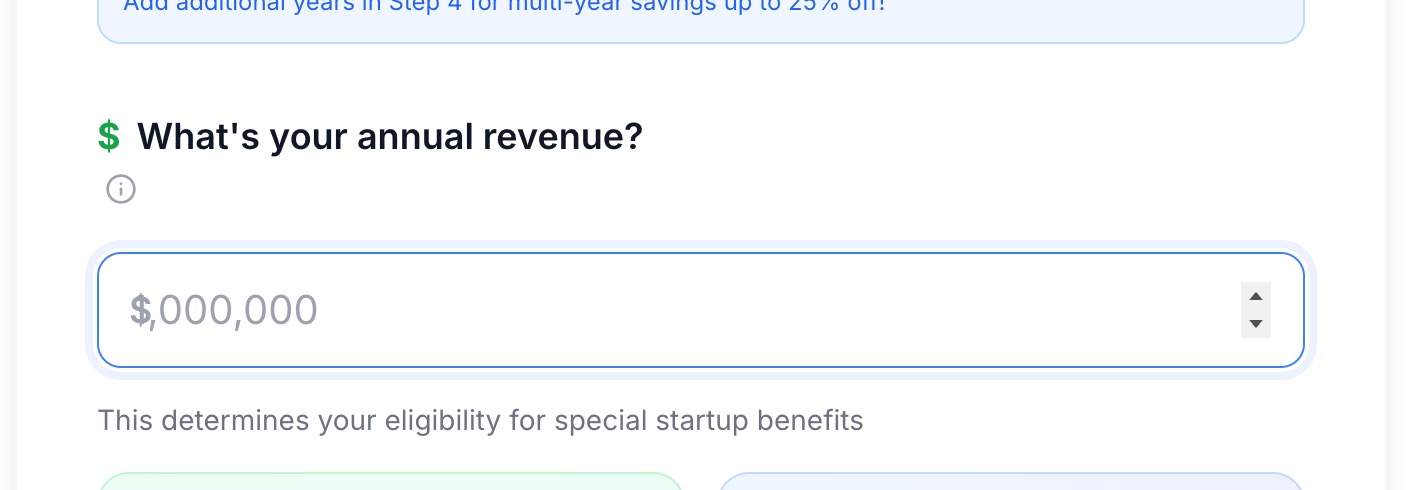 Add additional years in Step 4 for multi-year savings up to 25% off!
$ What's your annual revenue?
$,000,000
This determines your eligibility for special startup benefits